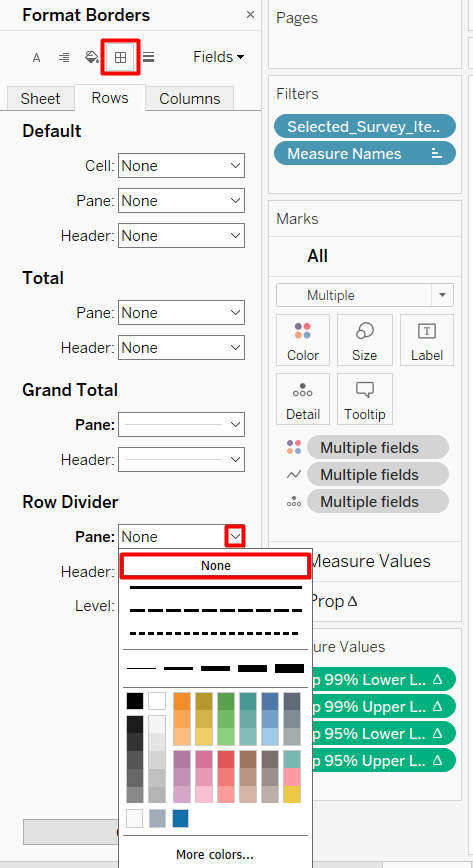 Format Borders
A
Fields
Sheet
Rows
Columns
Default
Cell: None
Pane: None
Header: None
Total
Pane: None
Header: None
Grand Total
Pane:
Header:
Row Divider
Pane: None
Header:
Level:
None
More colors...
Pages
Filters
Selected_Survey_Ite..
Measure Names
Marks
All
Multiple
Color
Size
T
Label
Detail
Tooltip
Multiple fields
Multiple fields
Multiple fields
Measure Values
Prop Δ
ure Values
p 99% Lower L.. Δ
p 99% Upper L.. Δ
p 95% Lower L.. Δ
p 95% Upper L.. Δ